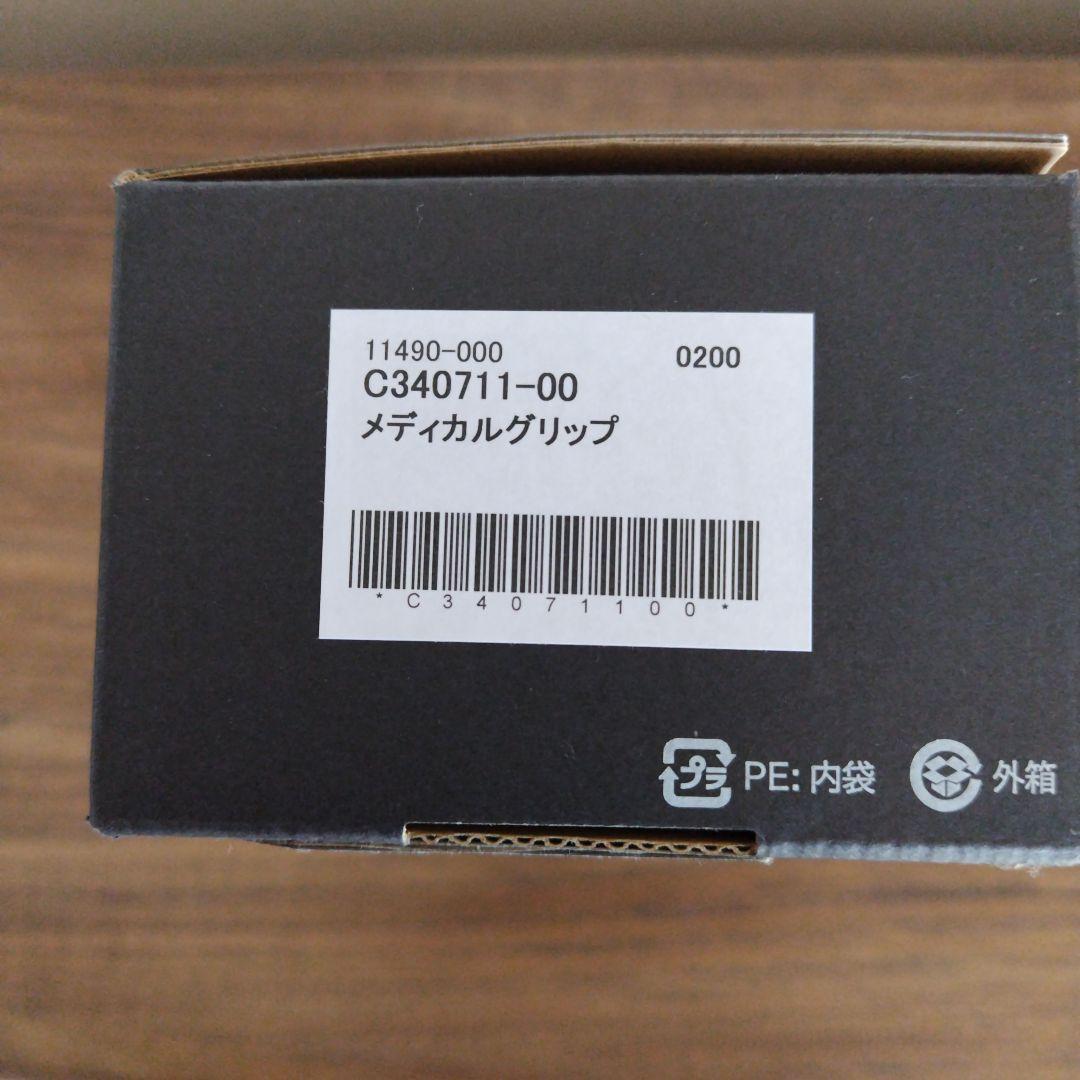 11490-000 0200
C340711-00
メディカルグリップ
*C34071100*
プラ PE: 内袋 外箱